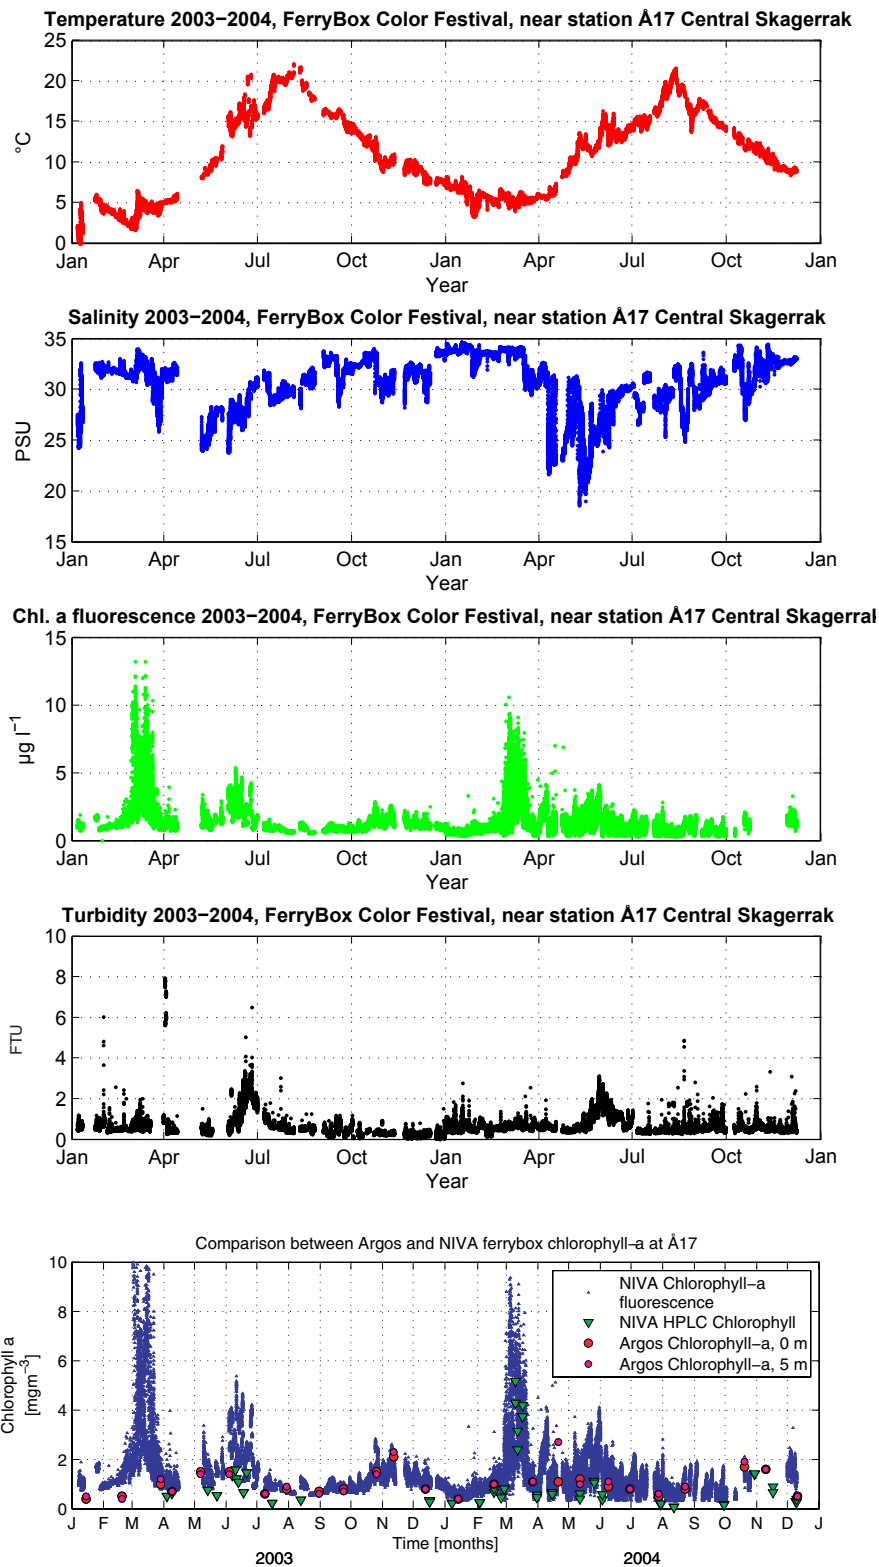 Temperature 2003−2004, FerryBox Color Festival, near station Å17 Central Skagerrak
25
20
15
10
5
0
°C
Jan Apr Jul Oct Jan Apr Jul Oct Jan
Year
Salinity 2003−2004, FerryBox Color Festival, near station Å17 Central Skagerrak
35
30
25
20
15
PSU
Jan Apr Jul Oct Jan Apr Jul Oct Jan
Year
Chl. a fluorescence 2003−2004, FerryBox Color Festival, near station Å17 Central Skagerrak
15
10
5
0
µg l−1
Jan Apr Jul Oct Jan Apr Jul Oct Jan
Year
Turbidity 2003−2004, FerryBox Color Festival, near station Å17 Central Skagerrak
10
8
6
4
2
0
FTU
Jan Apr Jul Oct Jan Apr Jul Oct Jan
Year
Comparison between Argos and NIVA ferrybox chlorophyll−a at Å17
10
8
6
4
2
0
Chlorophyll a
[mgm−3]
NIVA Chlorophyll−a
fluorescence
NIVA HPLC Chlorophyll
Argos Chlorophyll−a, 0 m
Argos Chlorophyll−a, 5 m
J F M A M J J A S O N D J F M A M J J A S O N D J
Time [months]
2003 2004